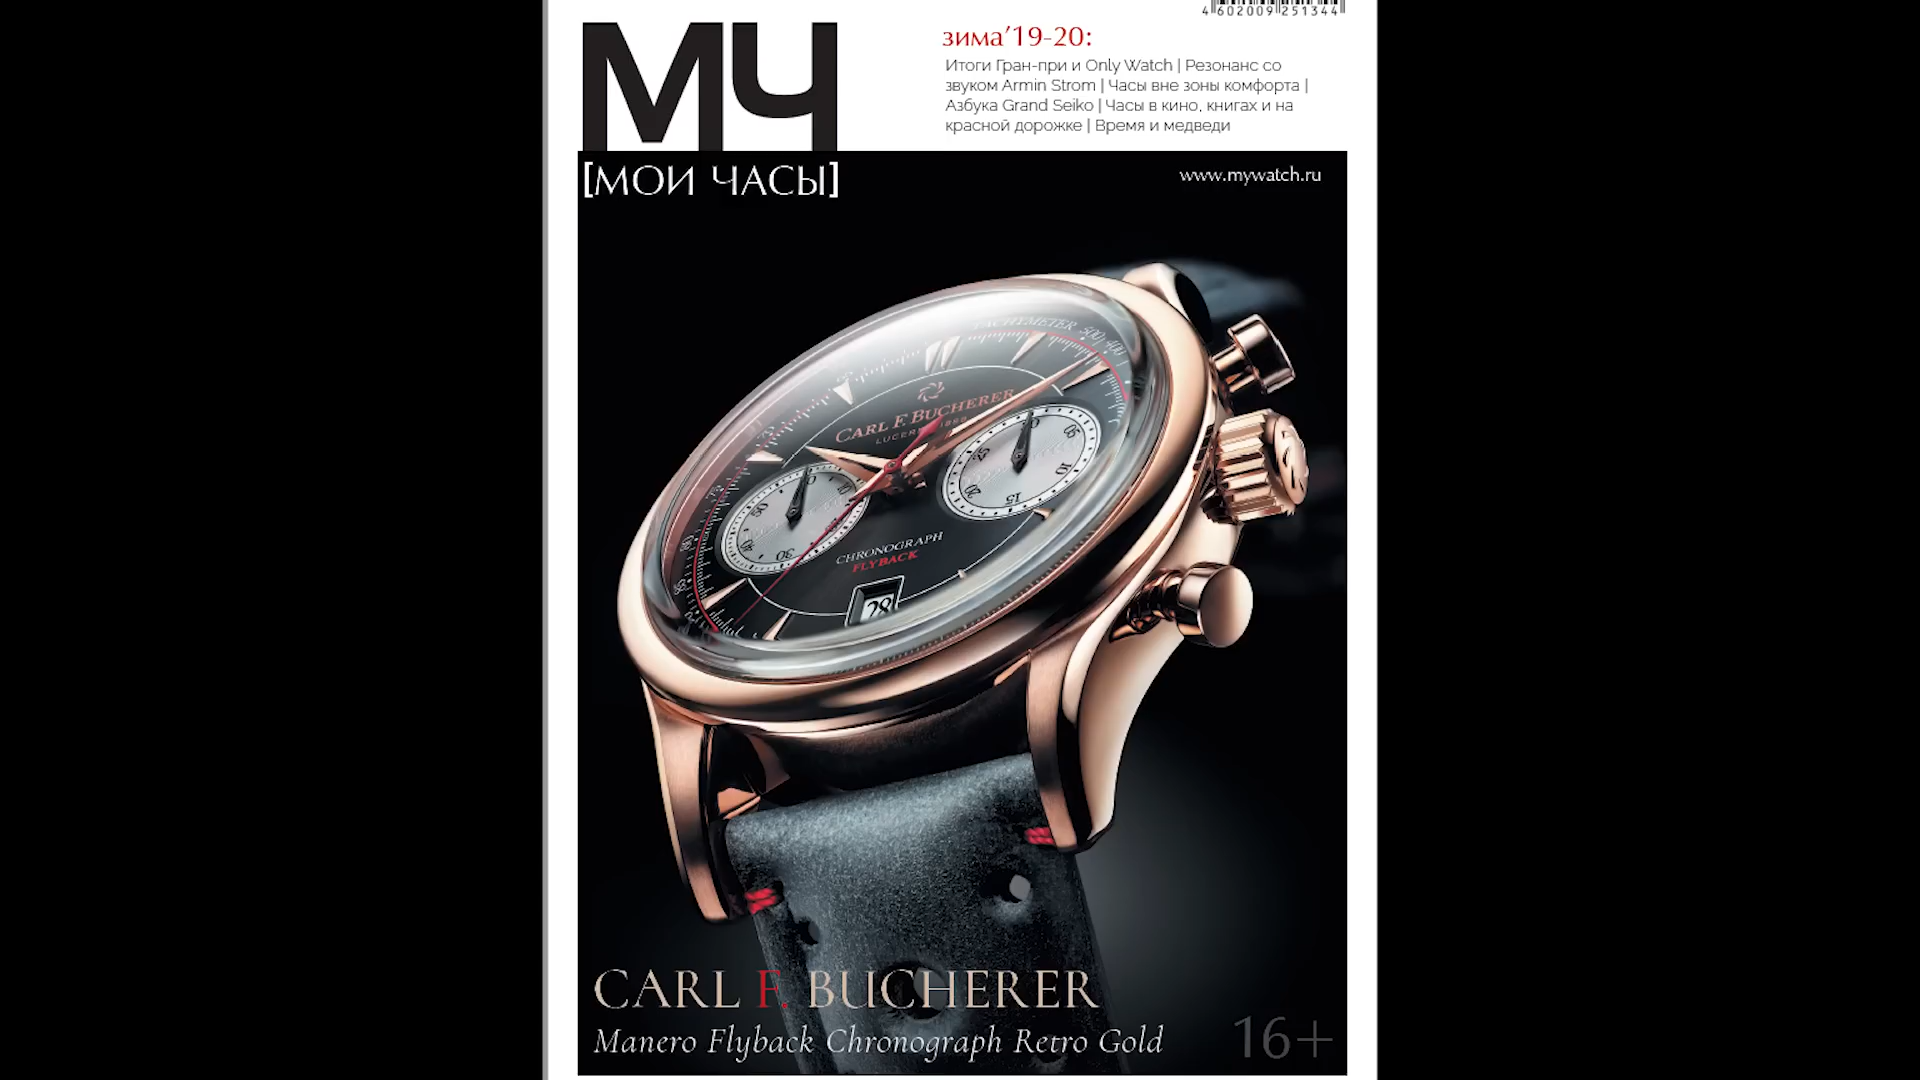 4 602009 251344
МЧ
зима'19-20:
Итоги Гран-при и Only Watch | Резонанс со
звуком Armin Strom | Часы вне зоны комфорта |
Азбука Grand Seiko | Часы в кино, книгах и на
красной дорожке | Время и медведи
[МОИ ЧАСЫ]
www.mywatch.ru
TACHYMETER 500 400
CARL F. BUCHERER
CHRONOGRAPH
FLYBACK
28
CARL F. BUCHERER
Manero Flyback Chronograph Retro Gold
16+